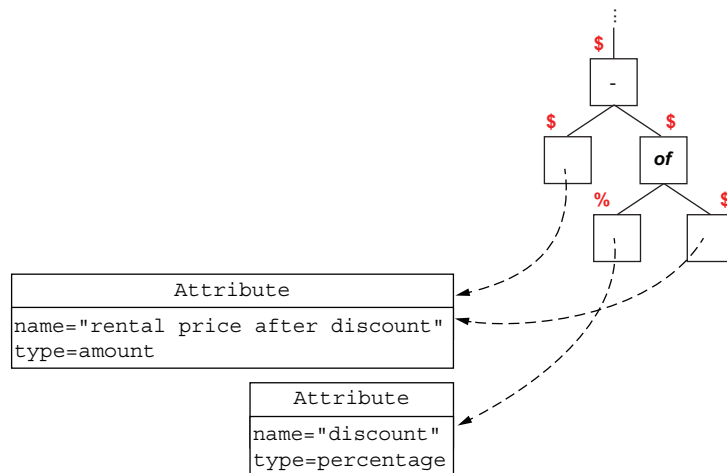 ⋮
$
-
$ $
of
% $
Attribute
name="rental price after discount"
type=amount
Attribute
name="discount"
type=percentage